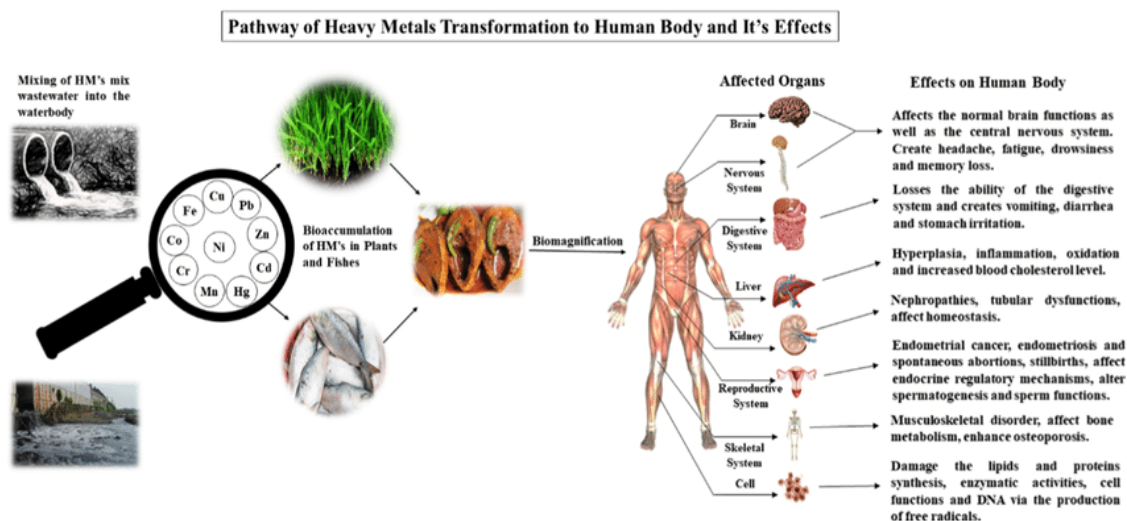 Pathway of Heavy Metals Transformation to Human Body and It's Effects
Mixing of HM's mix
wastewater into the
waterbody
Cu
Pb
Fe
Zn
Co
Ni
Cr
Cd
Mn
Hg
Bioaccumulation
of HM's in Plants
and Fishes
Biomagnification
Affected Organs
Brain
Nervous
System
Digestive
System
Liver
Kidney
Reproductive
System
Skeletal
System
Cell
Effects on Human Body
Affects the normal brain functions as
well as the central nervous system.
Create headache, fatigue, drowsiness
and memory loss.
Losses the ability of the digestive
system and creates vomiting, diarrhea
and stomach irritation.
Hyperplasia, inflammation, oxidation
and increased blood cholesterol level.
Nephropathies, tubular dysfunctions,
affect homeostasis.
Endometrial cancer, endometriosis and
spontaneous abortions, stillbirths, affect
endocrine regulatory mechanisms, alter
spermatogenesis and sperm functions.
Musculoskeletal disorder, affect bone
metabolism, enhance osteoporosis.
Damage the lipids and proteins
synthesis, enzymatic activities, cell
functions and DNA via the production
of free radicals.